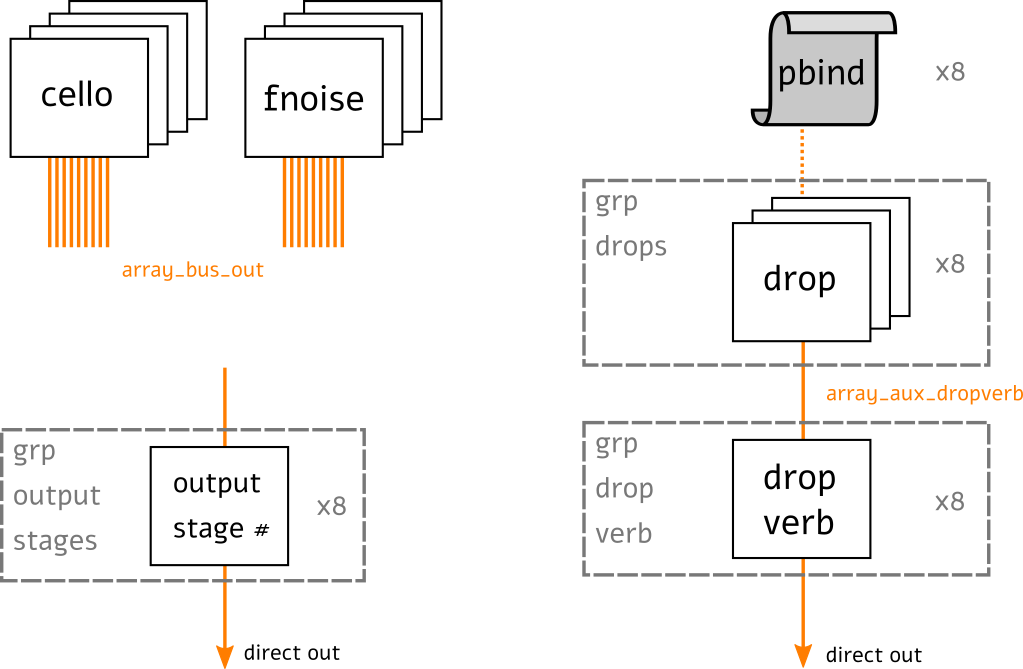 cello
fnoise
array_bus_out
grp
output
stages
output
stage #
x8
direct out
pbind
x8
grp
drops
drop
x8
array_aux_dropverb
grp
drop
verb
drop
verb
x8
direct out